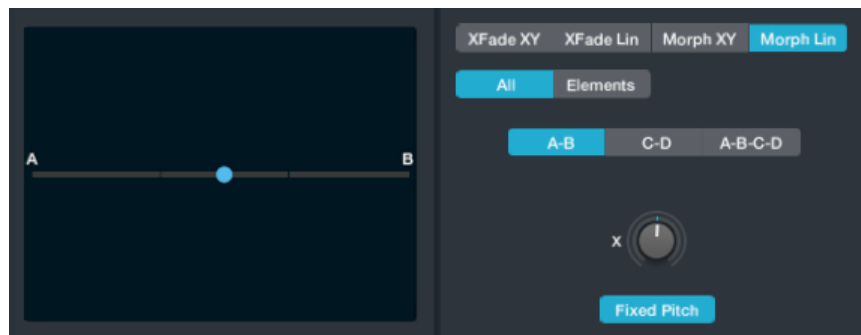 XFade XY XFade Lin Morph XY Morph Lin
All Elements
A-B C-D A-B-C-D
A B
X
Fixed Pitch